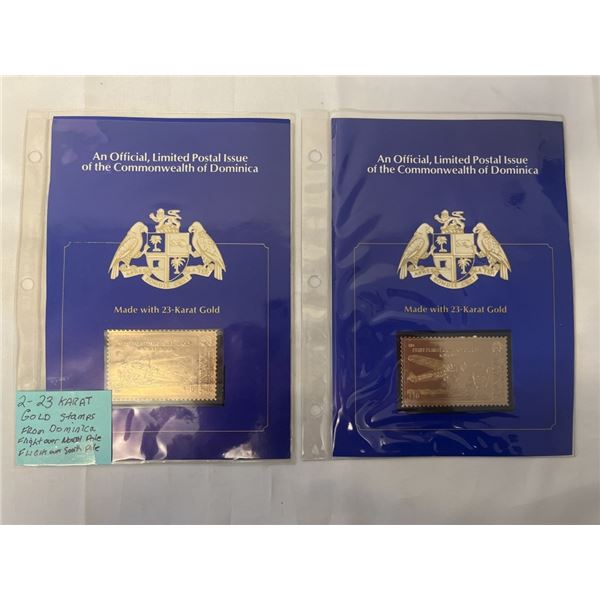 An Official, Limited Postal Issue
of the Commonwealth of Dominica
Made with 23-Karat Gold
2-23 KARAT
GOLD Stamps
From Dominica
Flight over North Pole
Flight over South Pole
An Official, Limited Postal Issue
of the Commonwealth of Dominica
Made with 23-Karat Gold